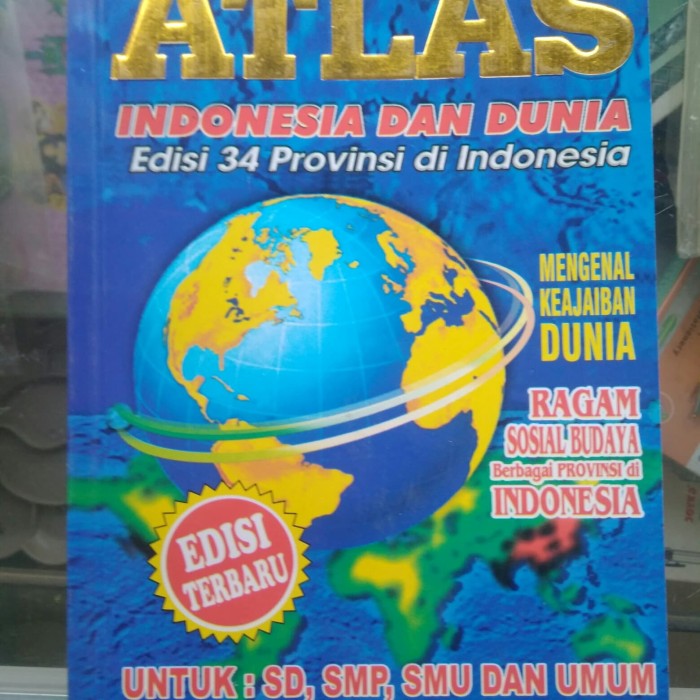 ATLAS
INDONESIA DAN DUNIA
Edisi 34 Provinsi di Indonesia
MENGENAL
KEAJAIBAN
DUNIA
RAGAM
SOSIAL BUDAYA
Berbagai PROVINSI di
INDONESIA
EDISI
TERBARU
UNTUK : SD, SMP, SMU DAN UMUM